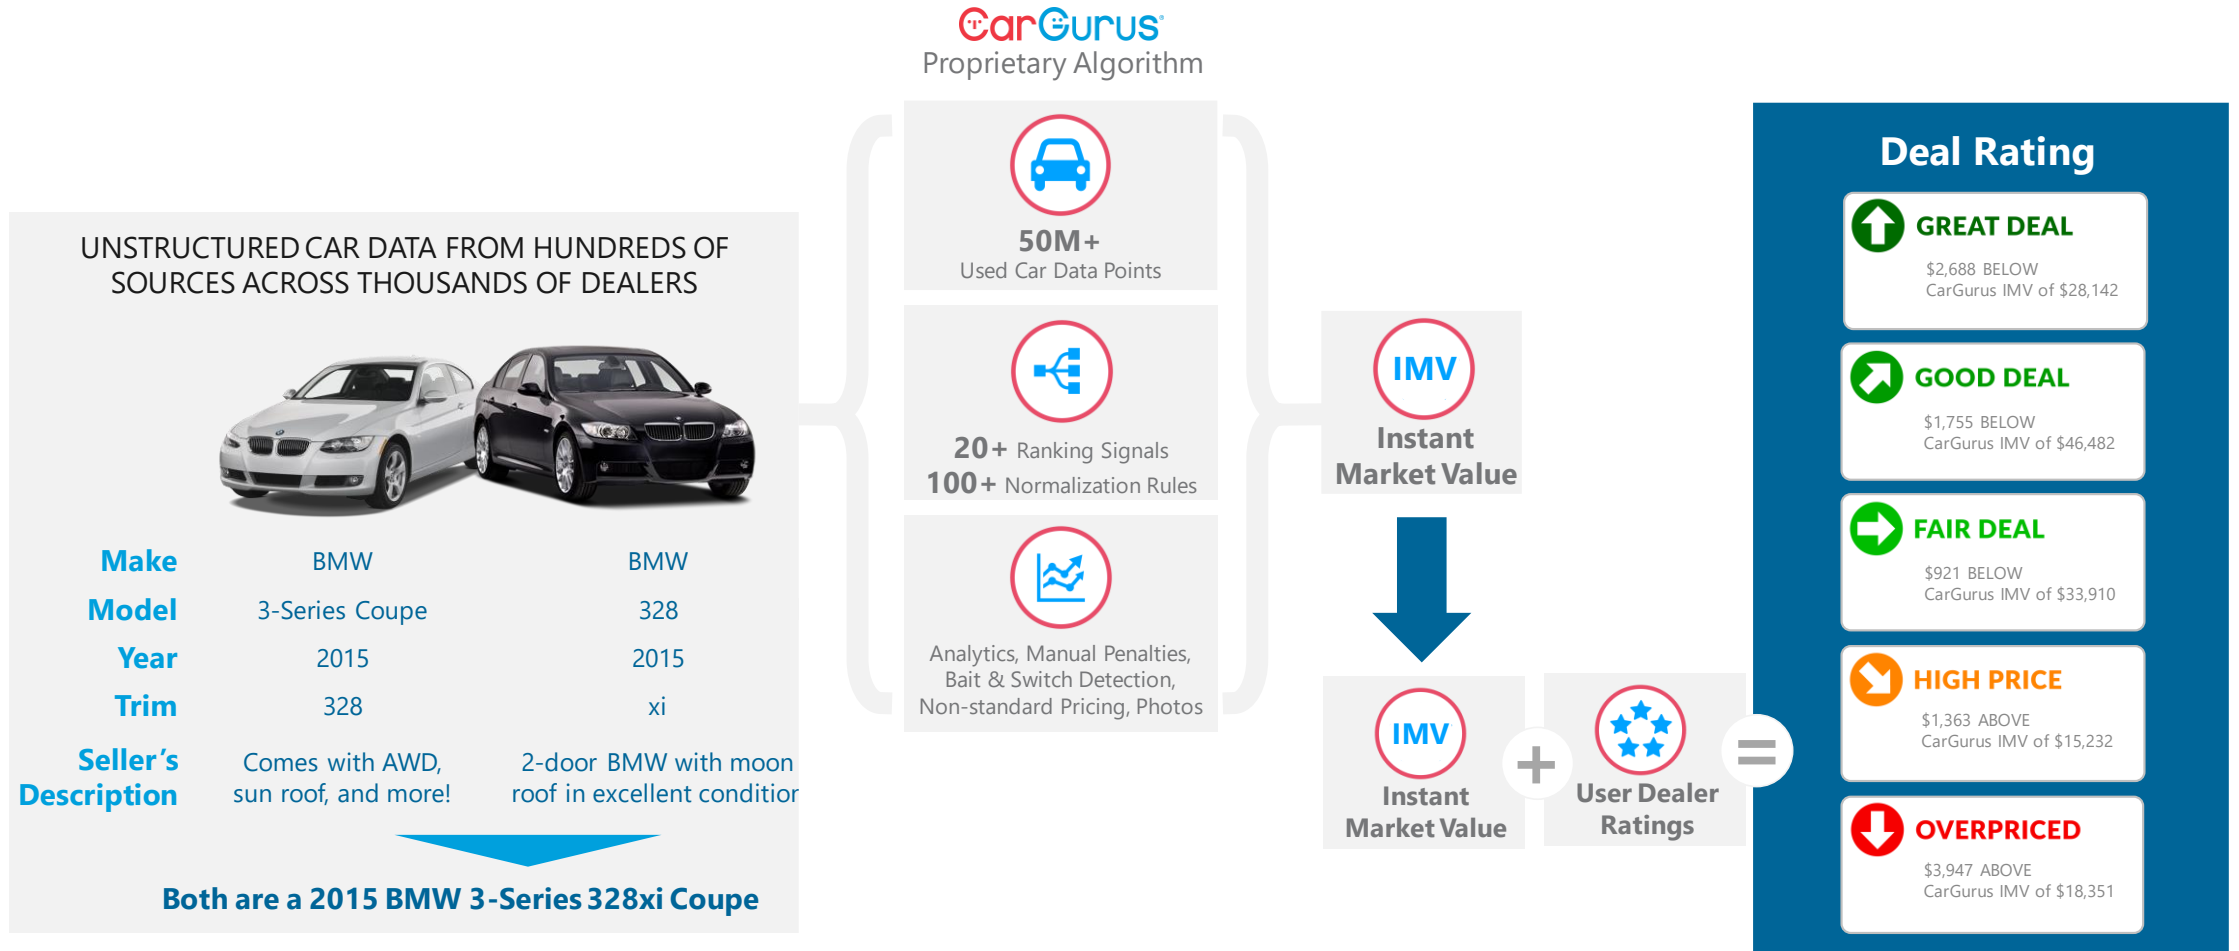 CarGurus®
Proprietary Algorithm
UNSTRUCTURED CAR DATA FROM HUNDREDS OF
SOURCES ACROSS THOUSANDS OF DEALERS
Make BMW BMW
Model 3-Series Coupe 328
Year 2015 2015
Trim 328 xi
Seller's
Description
Comes with AWD,
sun roof, and more!
2-door BMW with moon
roof in excellent condition
Both are a 2015 BMW 3-Series 328xi Coupe
50M+
Used Car Data Points
20+ Ranking Signals
100+ Normalization Rules
Analytics, Manual Penalties,
Bait & Switch Detection,
Non-standard Pricing, Photos
IMV
Instant
Market Value
IMV
Instant
Market Value
+
User Dealer
Ratings
=
Deal Rating
GREAT DEAL
$2,688 BELOW
CarGurus IMV of $28,142
GOOD DEAL
$1,755 BELOW
CarGurus IMV of $46,482
FAIR DEAL
$921 BELOW
CarGurus IMV of $33,910
HIGH PRICE
$1,363 ABOVE
CarGurus IMV of $15,232
OVERPRICED
$3,947 ABOVE
CarGurus IMV of $18,351